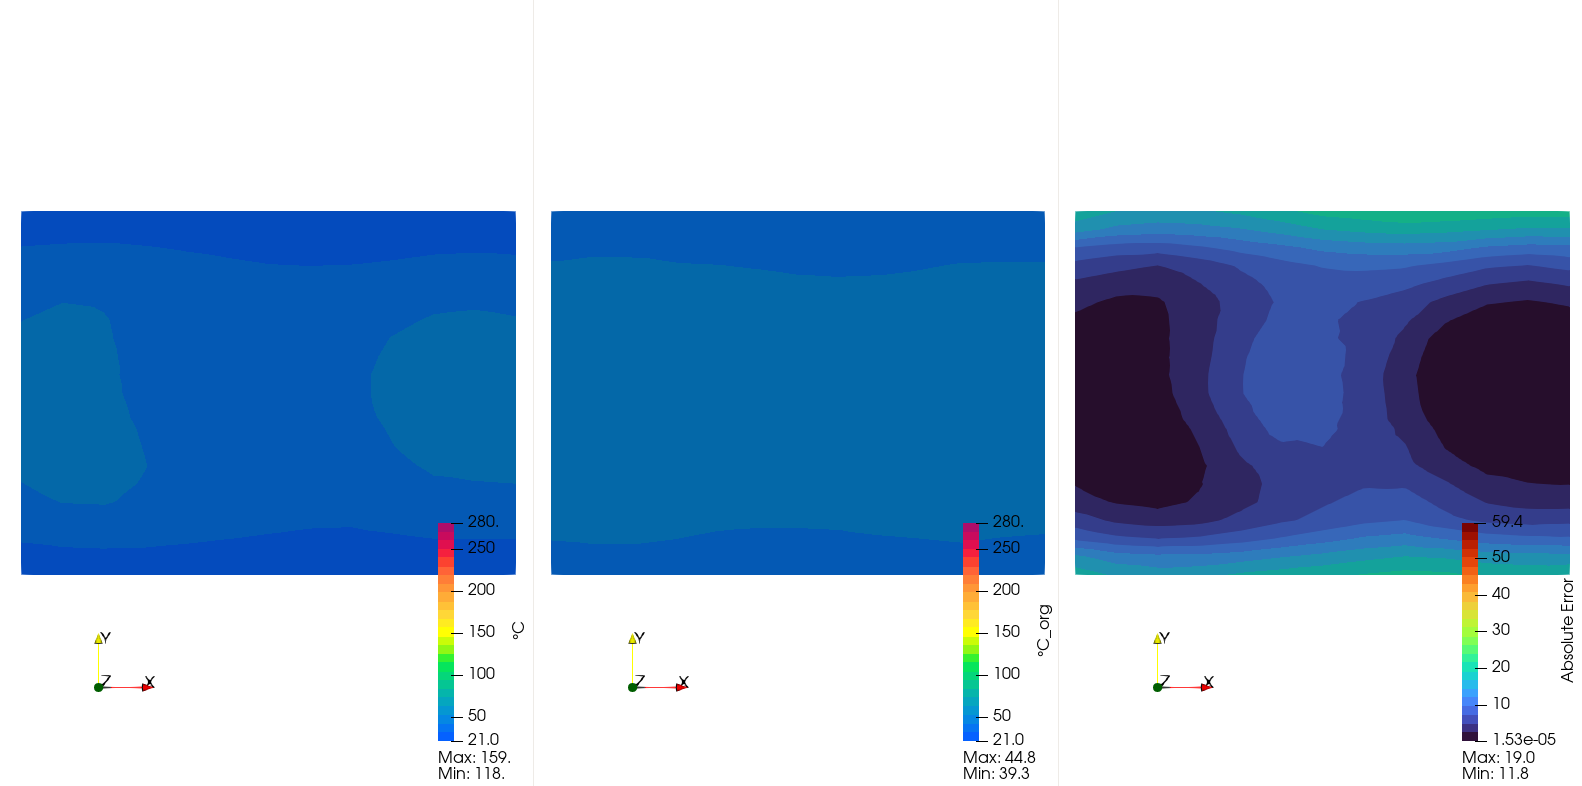 280.
250
200
150
100
50
21.0
°C
Max: 159.
Min: 118.
Y
Z
X
280.
250
200
150
100
50
21.0
°C_org
Max: 44.8
Min: 39.3
Y
Z
X
59.4
50
40
30
20
10
1.53e-05
Absolute Error
Max: 19.0
Min: 11.8
Y
Z
X